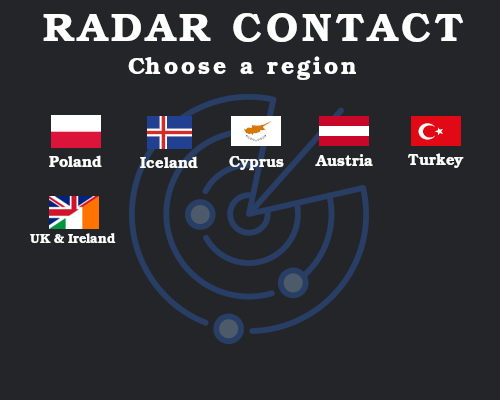 RADAR CONTACT
Choose a region
Poland Iceland Cyprus Austria Turkey
UK & Ireland